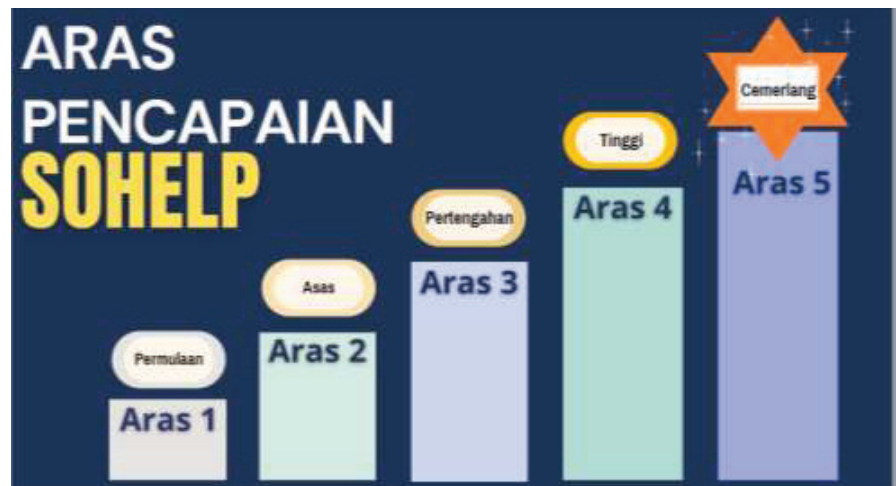 ARAS
PENCAPAIAN
SOHELP
Permulaan
Aras 1
Asas
Aras 2
Pertengahan
Aras 3
Tinggi
Aras 4
Cemerlang
Aras 5